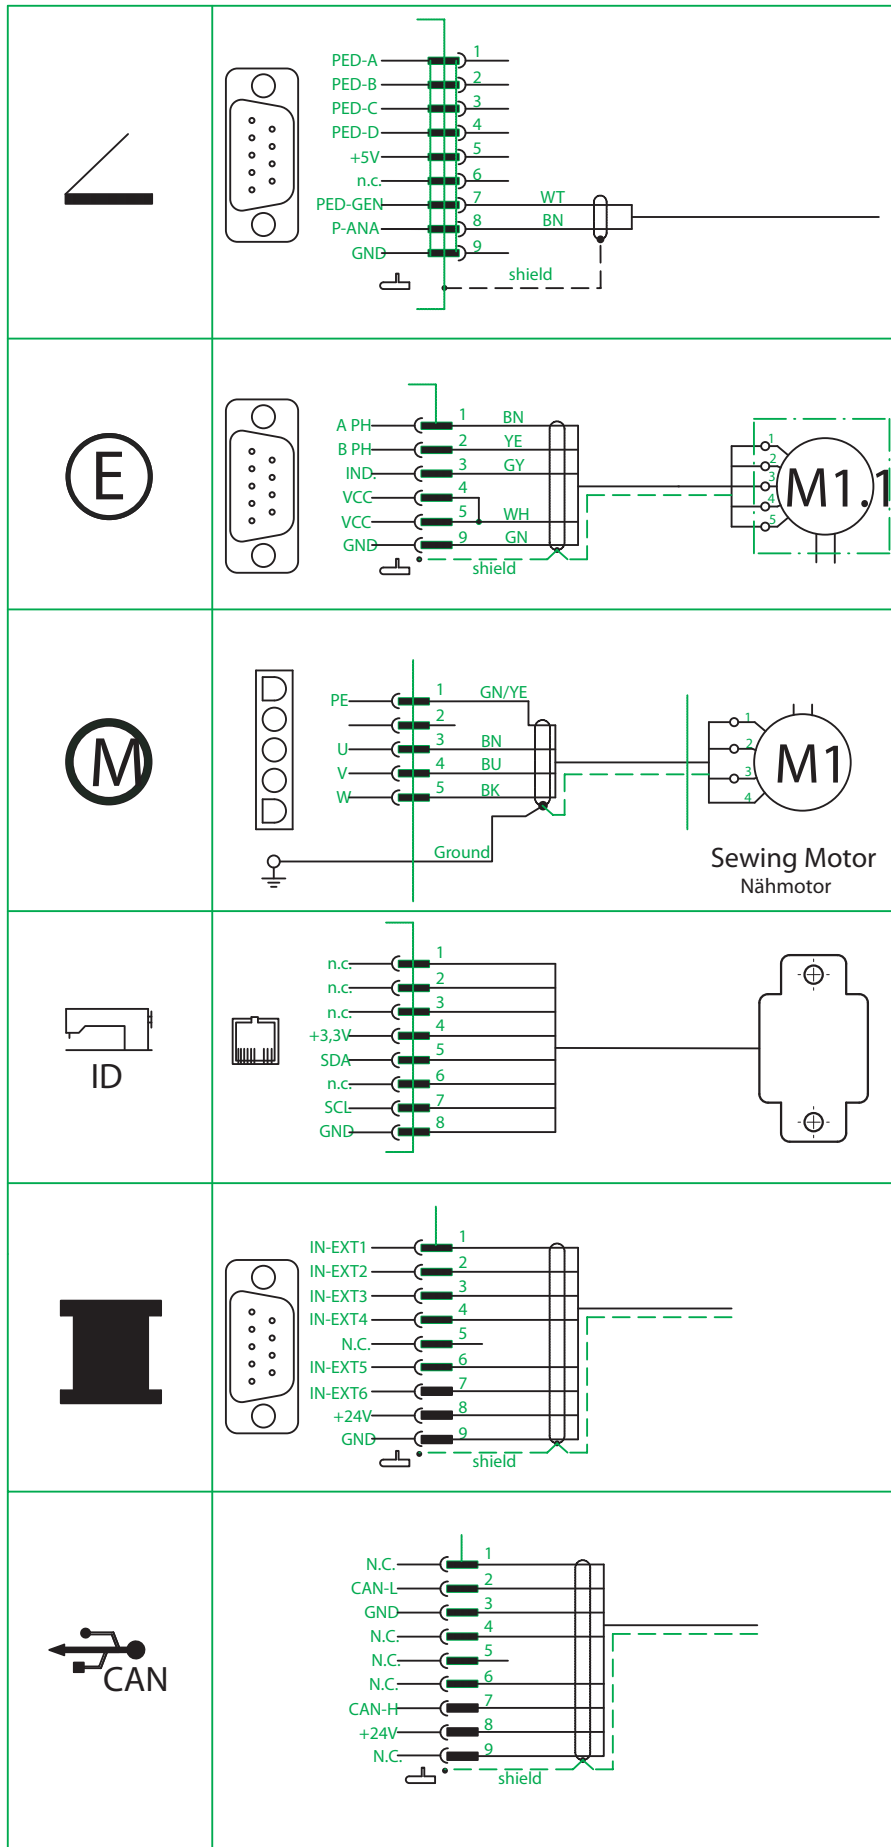 PED-A 1
PED-B 2
PED-C 3
PED-D 4
+5V 5
n.c. 6
PED-GEN 7 WT
P-ANA 8 BN
GND 9
shield
E
A PH 1 BN
B PH 2 YE
IND. 3 GY
VCC 4
VCC 5 WH
GND 9 GN
shield
1
2
3
4
5
M1.1
M
PE 1 GN/YE
2
U 3 BN
V 4 BU
W 5 BK
Ground
1
2
3
4
M1
Sewing Motor
Nähmotor
ID
n.c. 1
n.c. 2
n.c. 3
+3,3V 4
SDA 5
n.c. 6
SCL 7
GND 8
IN-EXT1 1
IN-EXT2 2
IN-EXT3 3
IN-EXT4 4
N.C. 5
IN-EXT5 6
IN-EXT6 7
+24V 8
GND 9
shield
CAN
N.C. 1
CAN-L 2
GND 3
N.C. 4
N.C. 5
N.C. 6
CAN-H 7
+24V 8
N.C. 9
shield